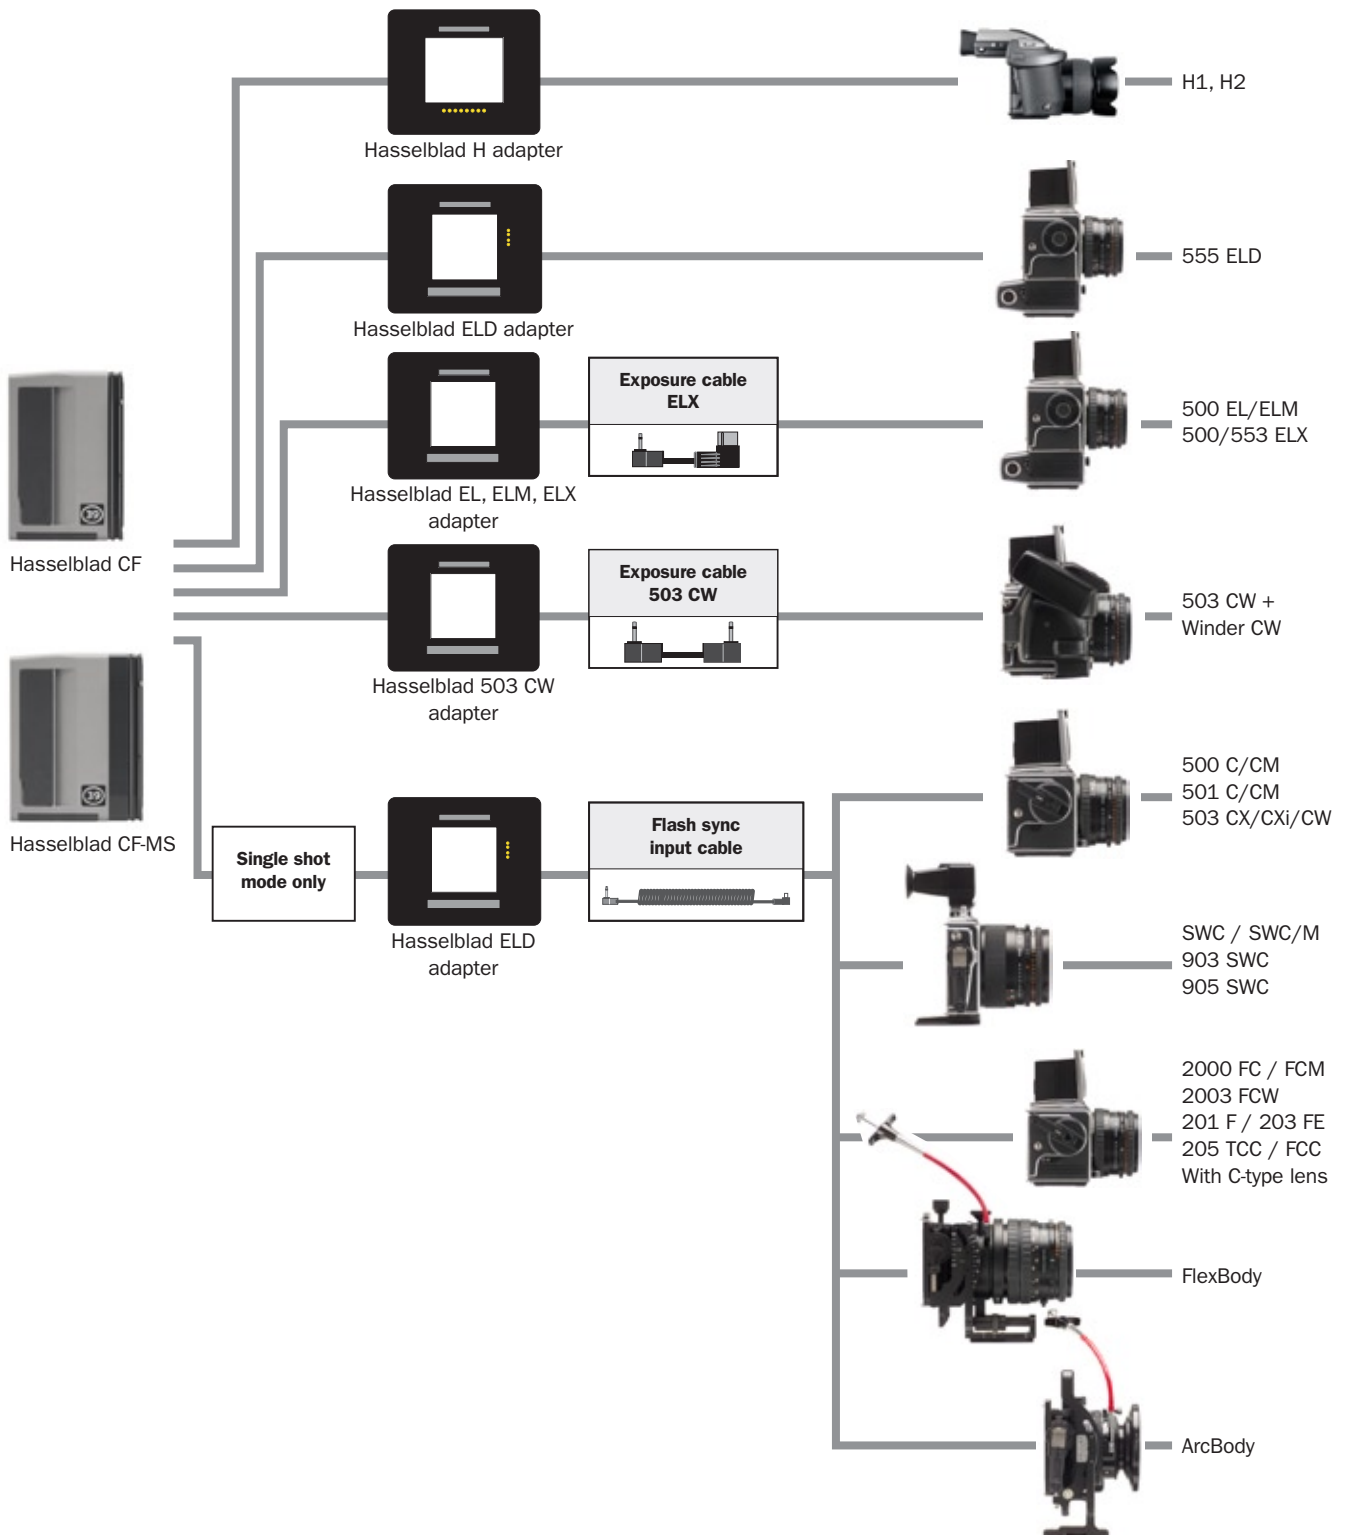 H1, H2
Hasselblad H adapter
555 ELD
Hasselblad ELD adapter
Exposure cable
ELX
500 EL/ELM
500/553 ELX
Hasselblad EL, ELM, ELX
adapter
Hasselblad CF
Exposure cable
503 CW
503 CW +
Winder CW
Hasselblad 503 CW
adapter
500 C/CM
501 C/CM
503 CX/CXi/CW
39
39
Hasselblad CF-MS
Single shot
mode only
Flash sync
input cable
Hasselblad ELD
adapter
SWC / SWC/M
903 SWC
905 SWC
2000 FC / FCM
2003 FCW
201 F / 203 FE
205 TCC / FCC
With C-type lens
FlexBody
ArcBody